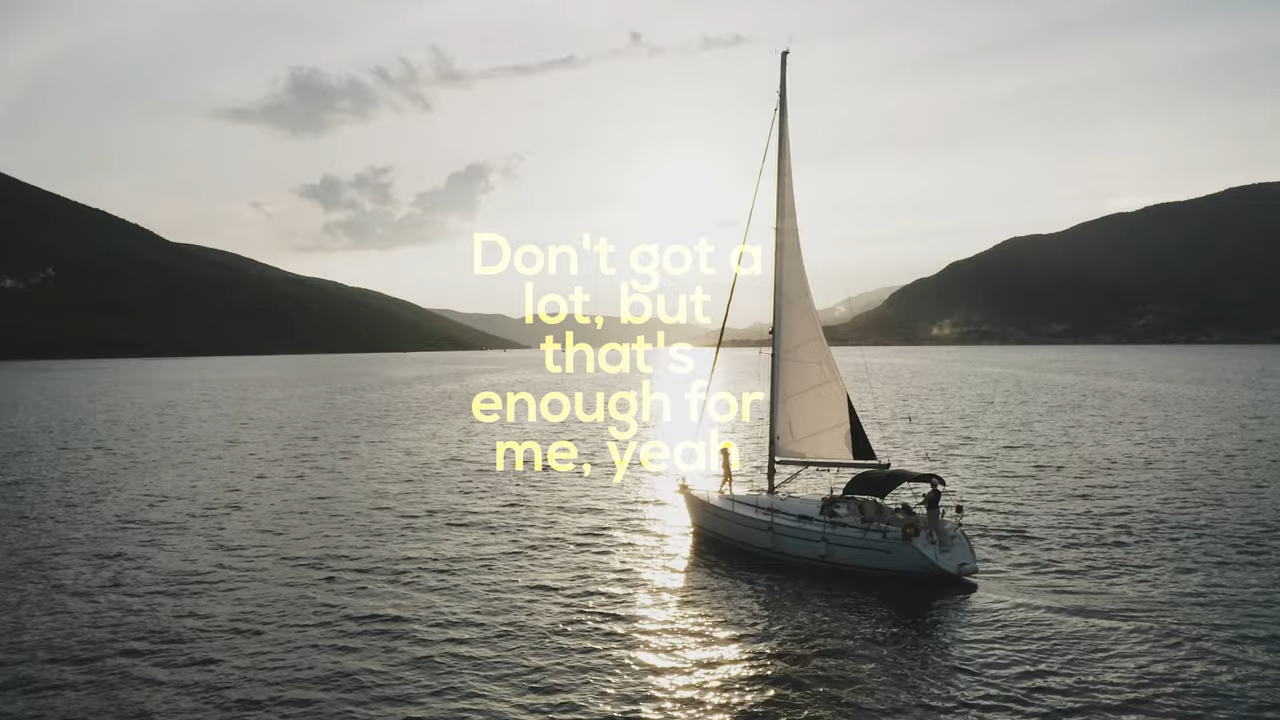 Don't got a
lot, but
that's
enough for
me, yeah